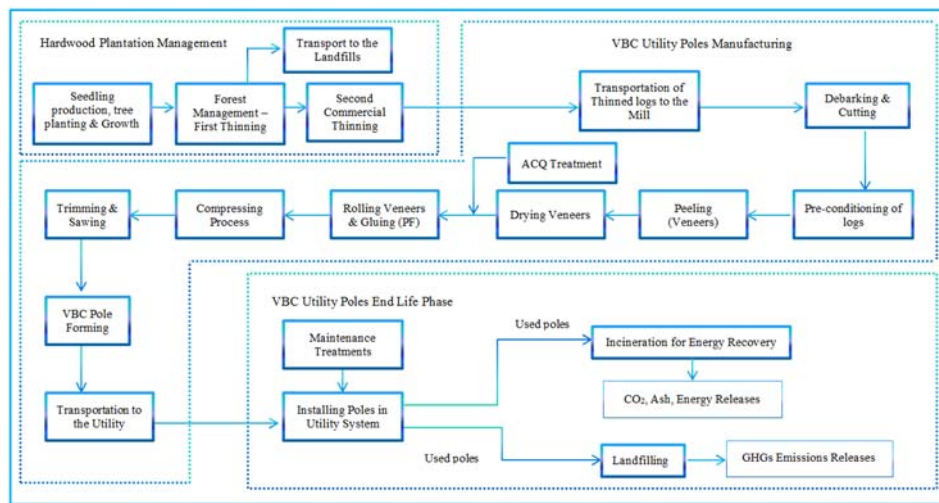 Hardwood Plantation Management
Transport to the
Landfills
VBC Utility Poles Manufacturing
Seedling
production, tree
planting & Growth
Forest
Management –
First Thinning
Second
Commercial
Thinning
Transportation of
Thinned logs to the
Mill
Debarking &
Cutting
ACQ Treatment
Trimming &
Sawing
Compressing
Process
Rolling Veneers
& Gluing (PF)
Drying Veneers
Peeling
(Veneers)
Pre-conditioning of
logs
VBC Utility Poles End Life Phase
VBC Pole
Forming
Maintenance
Treatments
Used poles
Incineration for Energy Recovery
CO₂, Ash, Energy Releases
Transportation to
the Utility
Installing Poles in
Utility System
Used poles
Landfilling
GHGs Emissions Releases